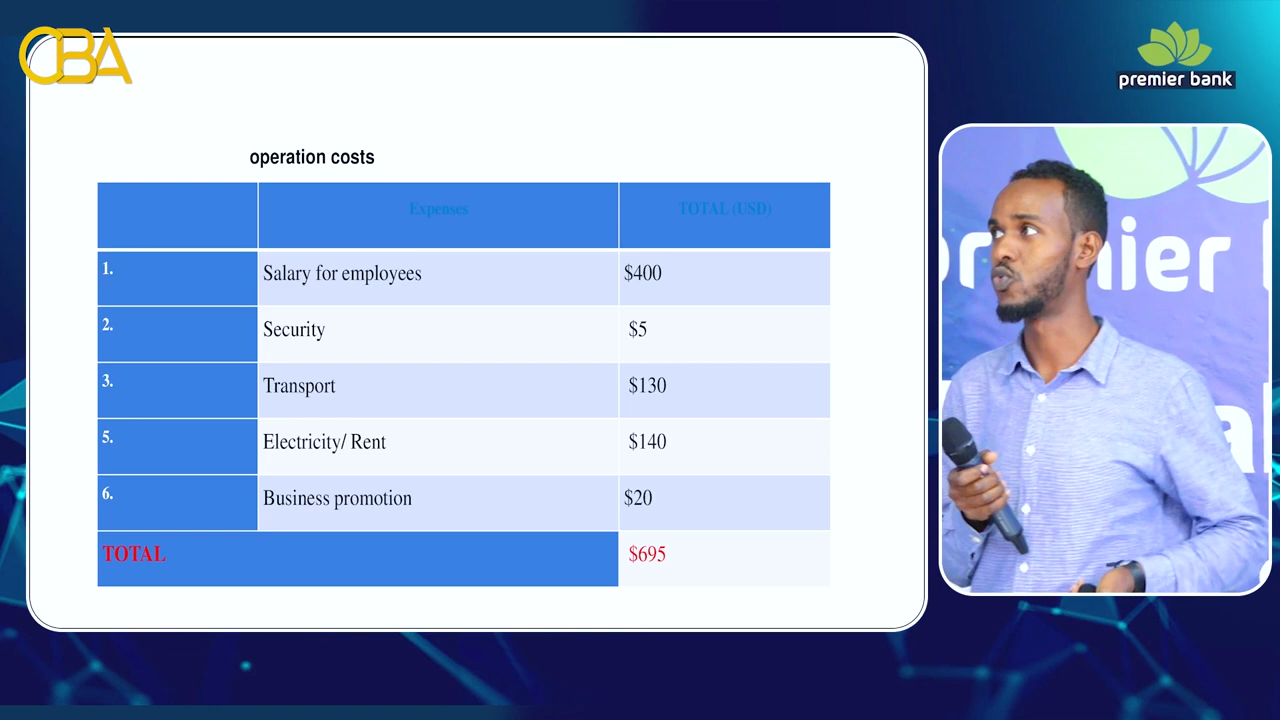 CBA
premier bank
operation costs
Expenses TOTAL (USD)
1. Salary for employees $400
2. Security $5
3. Transport $130
5. Electricity/ Rent $140
6. Business promotion $20
TOTAL $695